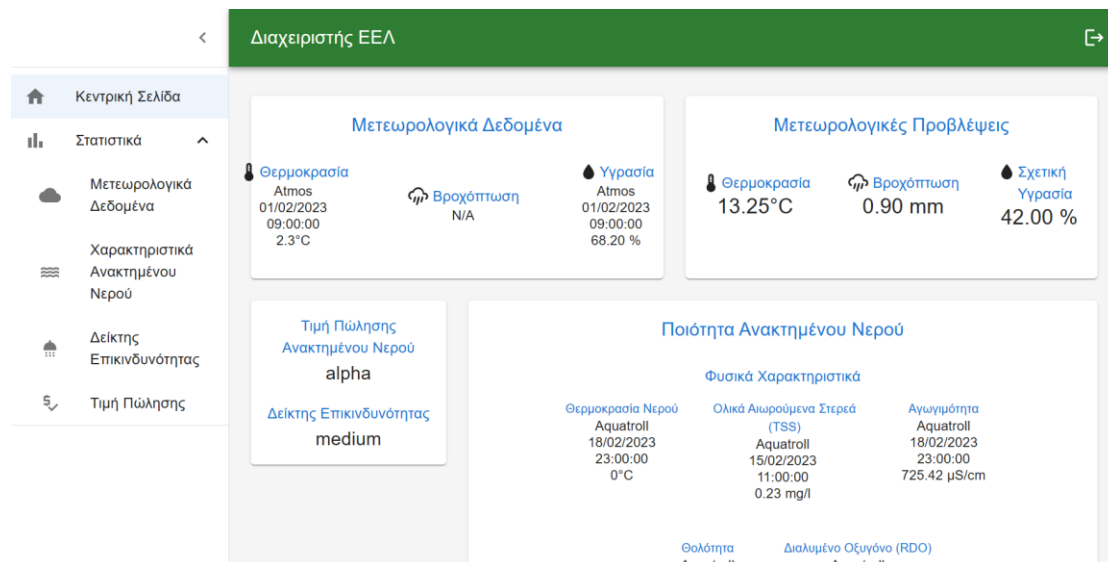 Διαχειριστής ΕΕΛ
Κεντρική Σελίδα
Στατιστικά
Μετεωρολογικά
Δεδομένα
Χαρακτηριστικά
Ανακτημένου
Νερού
Δείκτης
Επικινδυνότητας
Τιμή Πώλησης
Μετεωρολογικά Δεδομένα
Θερμοκρασία
Atmos
01/02/2023
09:00:00
2.3°C
Βροχόπτωση
N/A
Υγρασία
Atmos
01/02/2023
09:00:00
68.20 %
Μετεωρολογικές Προβλέψεις
Θερμοκρασία
13.25°C
Βροχόπτωση
0.90 mm
Σχετική
Υγρασία
42.00 %
Τιμή Πώλησης
Ανακτημένου Νερού
alpha
Δείκτης Επικινδυνότητας
medium
Ποιότητα Ανακτημένου Νερού
Φυσικά Χαρακτηριστικά
Θερμοκρασία Νερού
Aquatroll
18/02/2023
23:00:00
0°C
Ολικά Αιωρούμενα Στερεά
(TSS)
Aquatroll
15/02/2023
11:00:00
0.23 mg/l
Αγωγιμότητα
Aquatroll
18/02/2023
23:00:00
725.42 μS/cm
Θολότητα
Διαλυμένο Οξυγόνο (RDO)